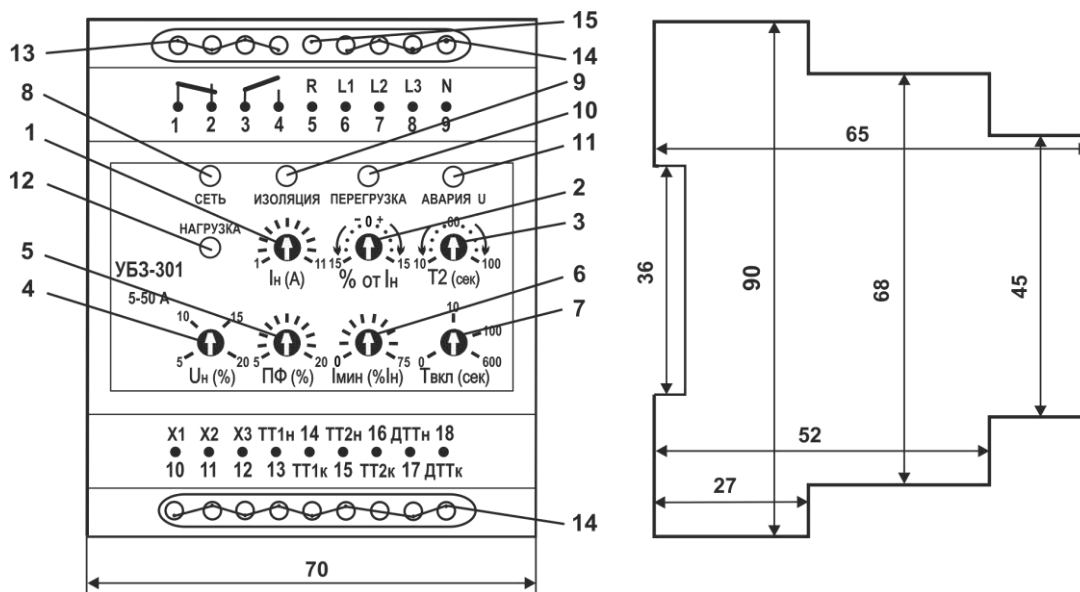 13
15
14
8
1
12
5
4
9
10
11
2
3
6
7
14
R L1 L2 L3 N
1 2 3 4 5 6 7 8 9
СЕТЬ ИЗОЛЯЦИЯ ПЕРЕГРУЗКА АВАРИЯ U
НАГРУЗКА
– 0 +
60
1 11 15 15 10 100
Iн (А) % от Iн Т2 (сек)
УБЗ-301
5-50 А
10 15
10
100
5 20 5 20 0 75 0 600
Uн (%) ПФ (%) Iмин (%Iн) Твкл (сек)
X1 X2 X3 ТТ1н 14 ТТ2н 16 ДТТн 18
10 11 12 13 ТТ1к 15 ТТ2к 17 ДТТк
70
65
36
90
68
45
52
27